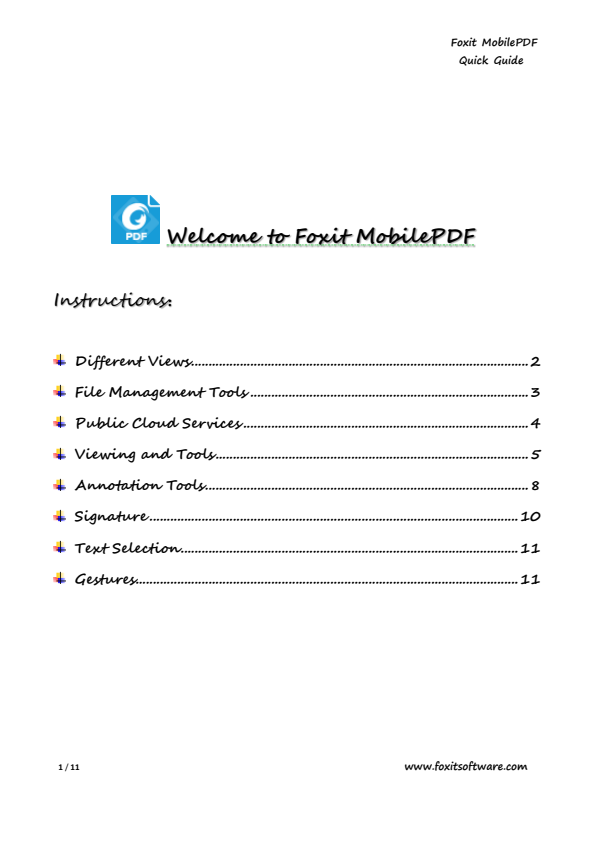 Foxit MobilePDF
Quick Guide
PDF
Welcome to Foxit MobilePDF
Instructions:
Different Views.................................................................................................2
File Management Tools................................................................................3
Public Cloud Services..................................................................................4
Viewing and Tools..........................................................................................5
Annotation Tools.............................................................................................8
Signature..........................................................................................................10
Text Selection.................................................................................................11
Gestures..............................................................................................................11
1 / 11
www.foxitsoftware.com